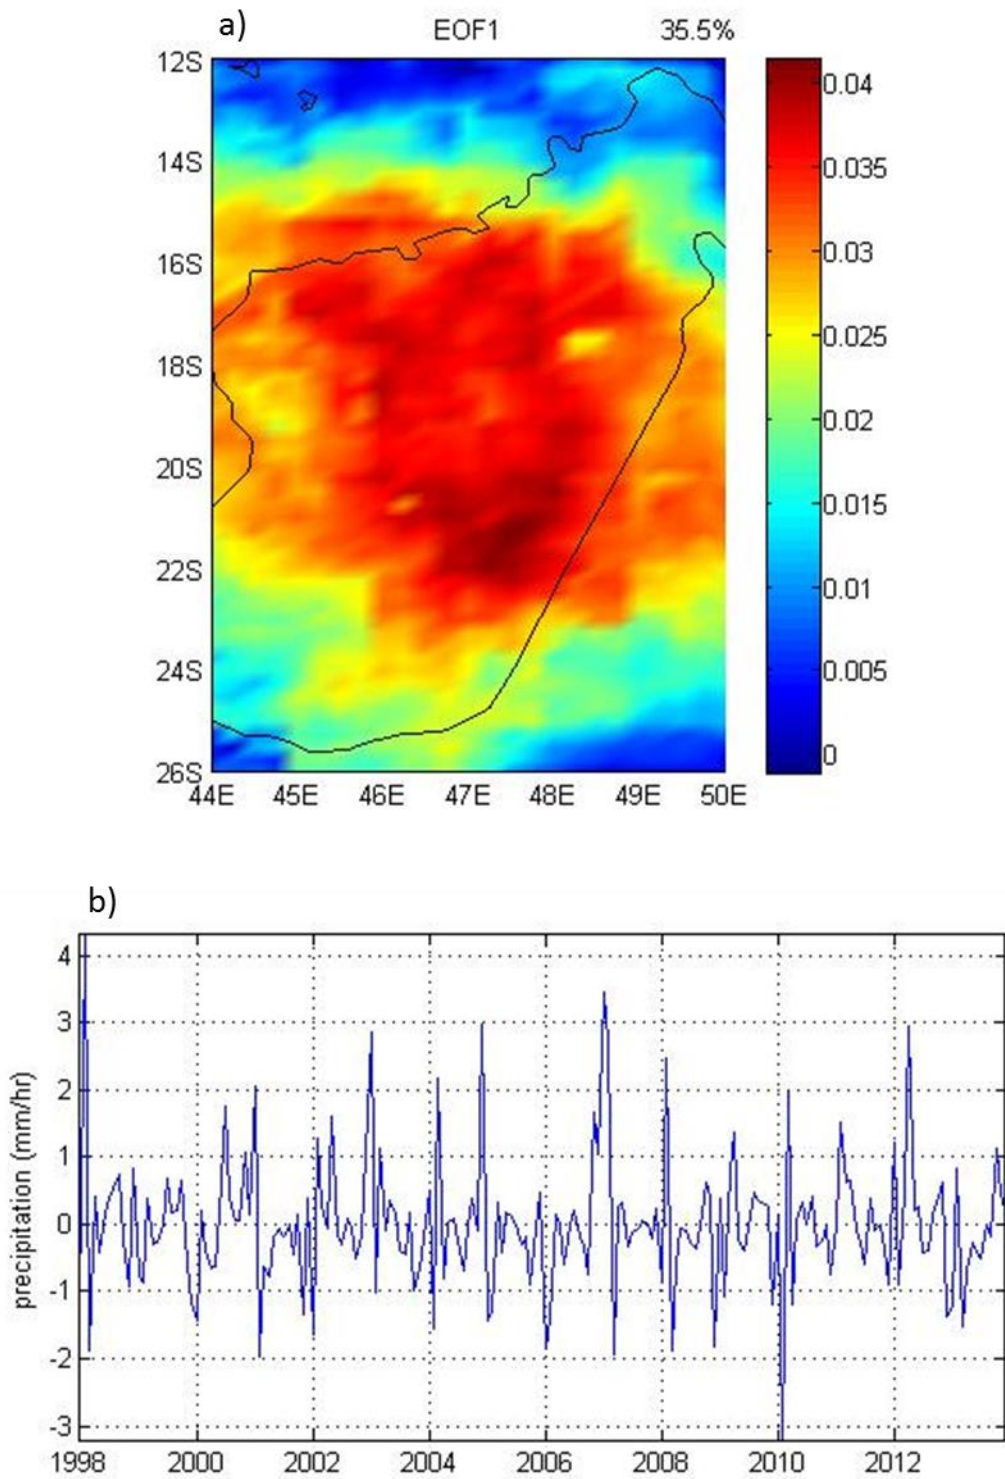 a) EOF1 35.5%
12S
14S
16S
18S
20S
22S
24S
26S
44E 45E 46E 47E 48E 49E 50E
0.04
0.035
0.03
0.025
0.02
0.015
0.01
0.005
0
b)
precipitation (mm/hr)
4
3
2
1
0
-1
-2
-3
1998 2000 2002 2004 2006 2008 2010 2012